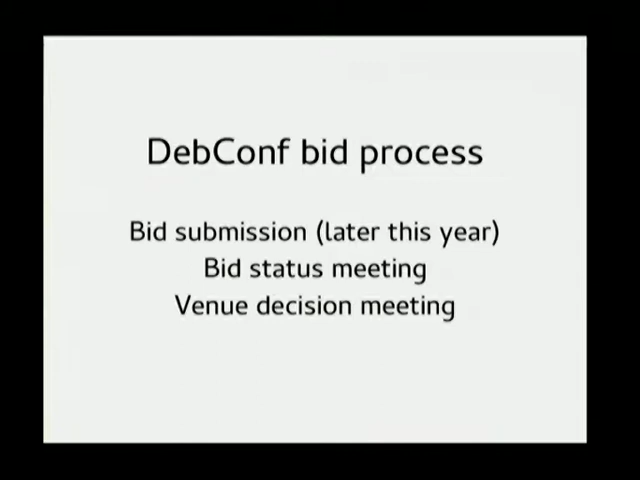 DebConf bid process
Bid submission (later this year)
Bid status meeting
Venue decision meeting